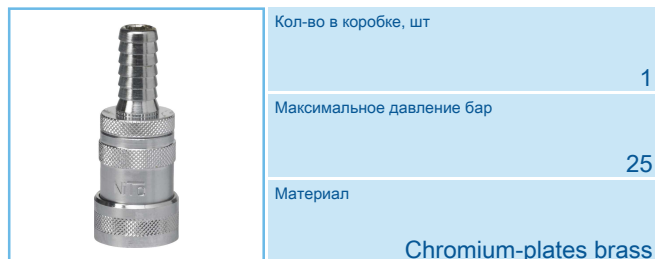 Кол-во в коробке, шт
1
Максимальное давление бар
25
Материал
Chromium-plates brass